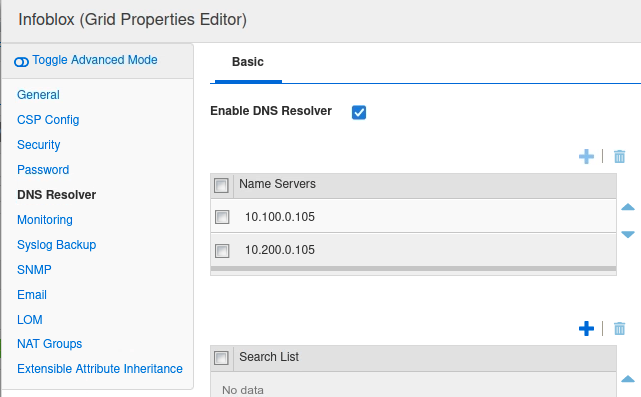 Infoblox (Grid Properties Editor)
Toggle Advanced Mode
General
CSP Config
Security
Password
DNS Resolver
Monitoring
Syslog Backup
SNMP
Email
LOM
NAT Groups
Extensible Attribute Inheritance
Basic
Enable DNS Resolver
Name Servers
10.100.0.105
10.200.0.105
Search List
No data